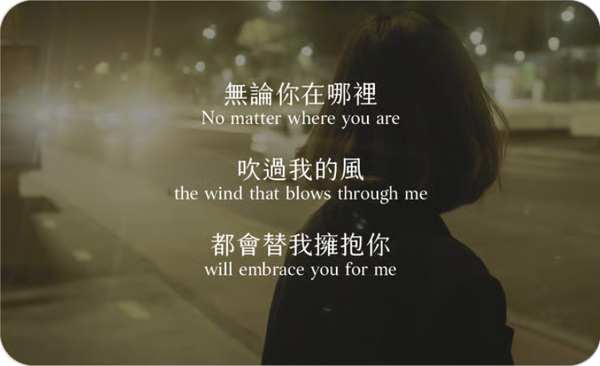 無論你在哪裡
No matter where you are
吹過我的風
the wind that blows through me
都會替我擁抱你
will embrace you for me